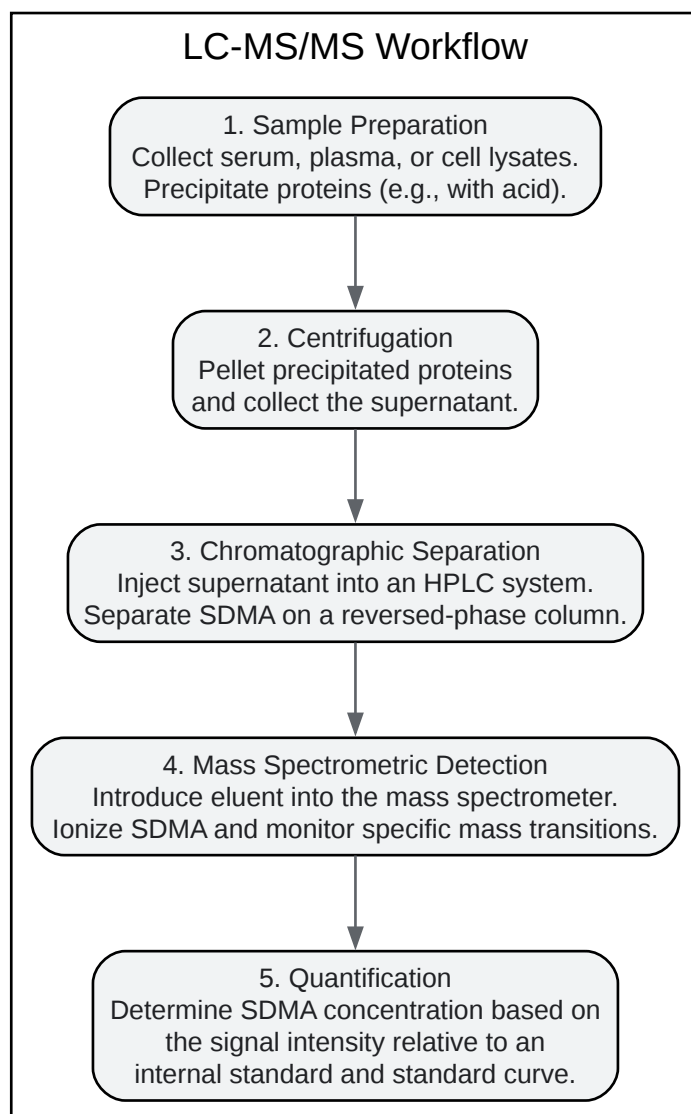 LC-MS/MS Workflow
1. Sample Preparation
Collect serum, plasma, or cell lysates.
Precipitate proteins (e.g., with acid).
2. Centrifugation
Pellet precipitated proteins
and collect the supernatant.
3. Chromatographic Separation
Inject supernatant into an HPLC system.
Separate SDMA on a reversed-phase column.
4. Mass Spectrometric Detection
Introduce eluent into the mass spectrometer.
Ionize SDMA and monitor specific mass transitions.
5. Quantification
Determine SDMA concentration based on
the signal intensity relative to an
internal standard and standard curve.